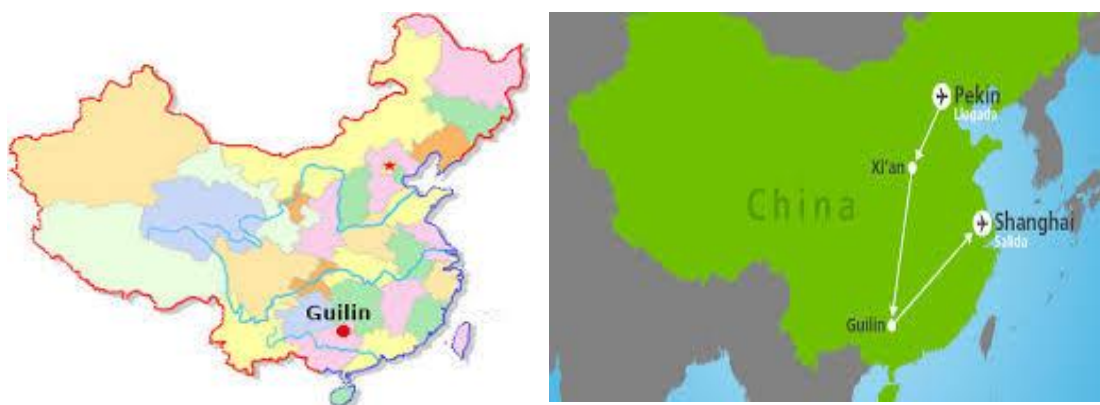 Guilin
Pekin
Llegada
Xi'an
China
Shanghai
Salida
Guilin